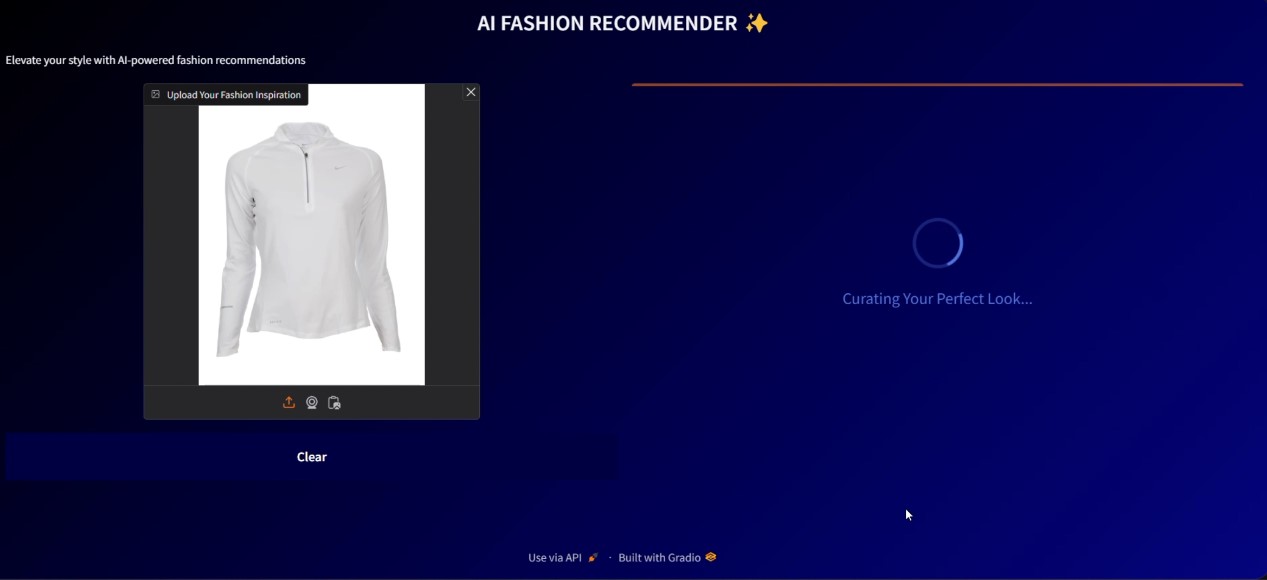 AI FASHION RECOMMENDER ✨
Elevate your style with AI-powered fashion recommendations
Upload Your Fashion Inspiration
Curating Your Perfect Look...
Clear
Use via API 🚀 · Built with Gradio